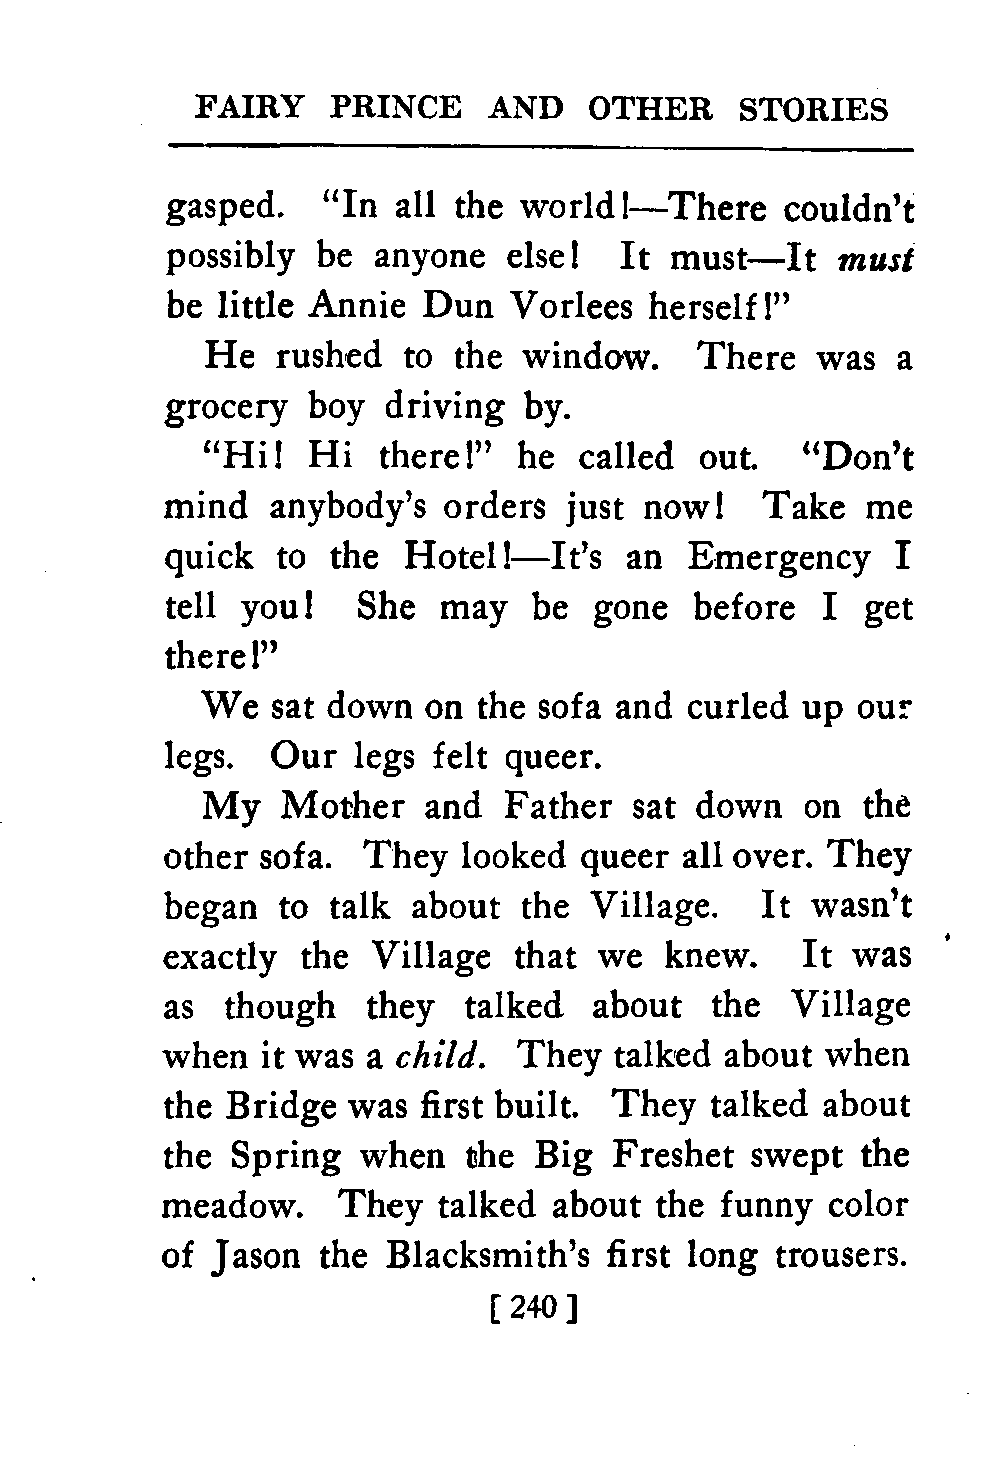 FAIRY PRINCE AND OTHER STORIES
gasped. “In all the world!—There couldn’t
possibly be anyone else! It must—It must
be little Annie Dun Vorlees herself!”
He rushed to the window. There was a
grocery boy driving by.
“Hi! Hi there!” he called out. “Don’t
mind anybody’s orders just now! Take me
quick to the Hotel!—It’s an Emergency I
tell you! She may be gone before I get
there!”
We sat down on the sofa and curled up our
legs. Our legs felt queer.
My Mother and Father sat down on the
other sofa. They looked queer all over. They
began to talk about the Village. It wasn’t
exactly the Village that we knew. It was
as though they talked about the Village
when it was a child. They talked about when
the Bridge was first built. They talked about
the Spring when the Big Freshet swept the
meadow. They talked about the funny color
of Jason the Blacksmith’s first long trousers.
[ 240 ]